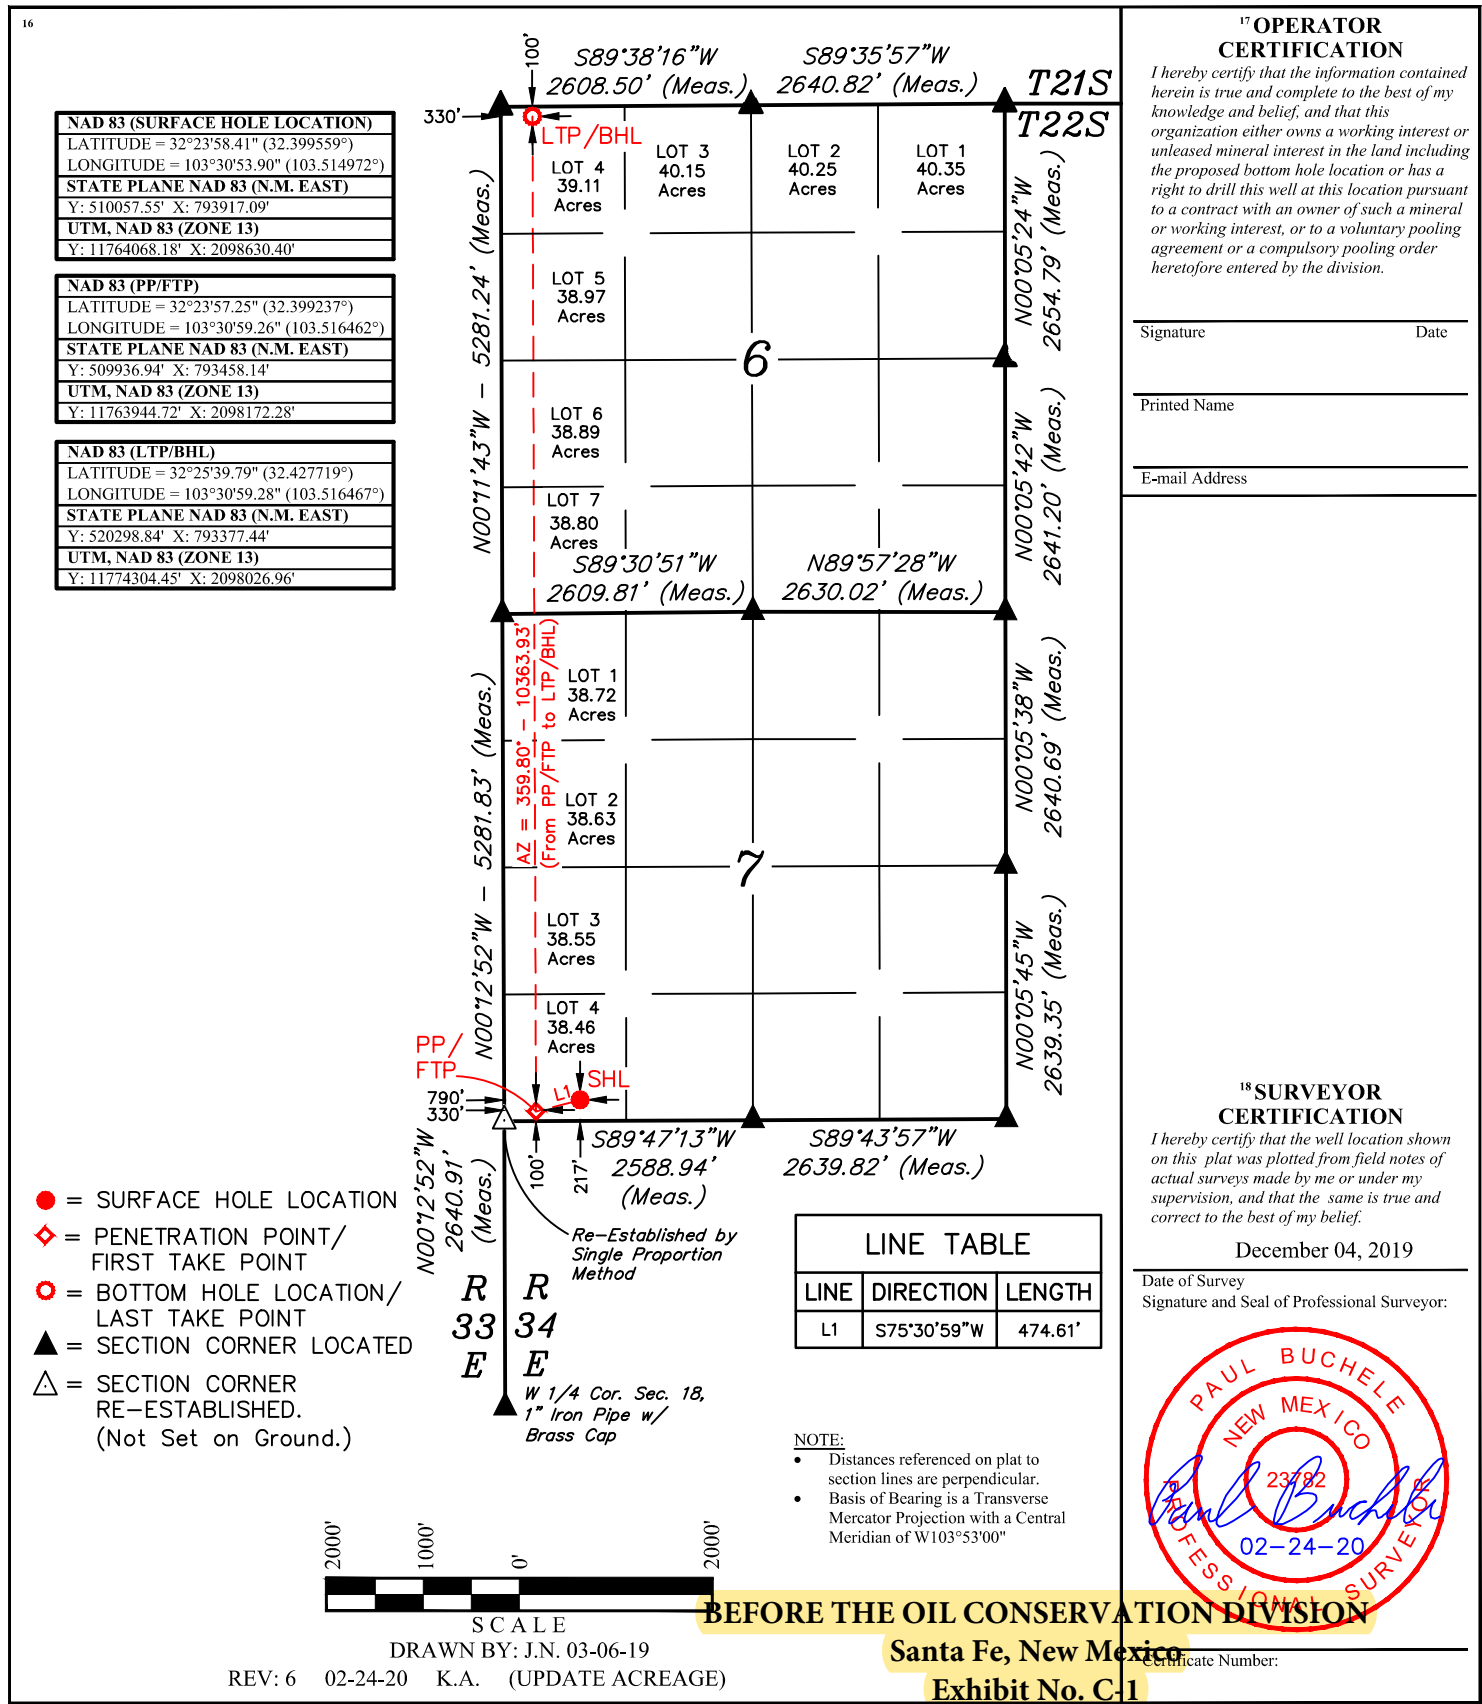 16
NAD 83 (SURFACE HOLE LOCATION)
LATITUDE = 32°23'58.41" (32.399559°)
LONGITUDE = 103°30'53.90" (103.514972°)
STATE PLANE NAD 83 (N.M. EAST)
Y: 510057.55' X: 793917.09'
UTM, NAD 83 (ZONE 13)
Y: 11764068.18' X: 2098630.40'
NAD 83 (PP/FTP)
LATITUDE = 32°23'57.25" (32.399237°)
LONGITUDE = 103°30'59.26" (103.516462°)
STATE PLANE NAD 83 (N.M. EAST)
Y: 509936.94' X: 793458.14'
UTM, NAD 83 (ZONE 13)
Y: 11763944.72' X: 2098172.28'
NAD 83 (LTP/BHL)
LATITUDE = 32°25'39.79" (32.427719°)
LONGITUDE = 103°30'59.28" (103.516467°)
STATE PLANE NAD 83 (N.M. EAST)
Y: 520298.84' X: 793377.44'
UTM, NAD 83 (ZONE 13)
Y: 11774304.45' X: 2098026.96'
100'
S89°38'16"W
2608.50' (Meas.)
S89°35'57"W
2640.82' (Meas.)
T21S
T22S
330'
LTP/BHL
LOT 4
39.11
Acres
LOT 3
40.15
Acres
LOT 2
40.25
Acres
LOT 1
40.35
Acres
N00°11'43"W - 5281.24' (Meas.)
N00°05'24"W
2654.79' (Meas.)
LOT 5
38.97
Acres
6
LOT 6
38.89
Acres
LOT 7
38.80
Acres
N00°05'42"W
2641.20' (Meas.)
S89°30'51"W
2609.81' (Meas.)
N89°57'28"W
2630.02' (Meas.)
AZ = 359.80° - 10363.93'
(From PP/FTP to LTP/BHL)
LOT 1
38.72
Acres
N00°05'38"W
2640.69' (Meas.)
N00°12'52"W - 5281.83' (Meas.)
LOT 2
38.63
Acres
7
LOT 3
38.55
Acres
LOT 4
38.46
Acres
N00°05'45"W
2639.35' (Meas.)
PP/
FTP
L1
SHL
790'
330'
100'
217'
S89°47'13"W
2588.94'
(Meas.)
S89°43'57"W
2639.82' (Meas.)
N00°12'52"W
2640.91'
(Meas.)
Re-Established by
Single Proportion
Method
R R
33 34
E E
W 1/4 Cor. Sec. 18,
1" Iron Pipe w/
Brass Cap
= SURFACE HOLE LOCATION
= PENETRATION POINT/
FIRST TAKE POINT
= BOTTOM HOLE LOCATION/
LAST TAKE POINT
= SECTION CORNER LOCATED
= SECTION CORNER
RE-ESTABLISHED.
(Not Set on Ground.)
LINE TABLE
LINE DIRECTION LENGTH
L1 S75°30'59"W 474.61'
NOTE:
• Distances referenced on plat to
section lines are perpendicular.
• Basis of Bearing is a Transverse
Mercator Projection with a Central
Meridian of W103°53'00"
2000' 1000' 0' 2000'
SCALE
DRAWN BY: J.N. 03-06-19
REV: 6 02-24-20 K.A. (UPDATE ACREAGE)
17 OPERATOR
CERTIFICATION
I hereby certify that the information contained
herein is true and complete to the best of my
knowledge and belief, and that this
organization either owns a working interest or
unleased mineral interest in the land including
the proposed bottom hole location or has a
right to drill this well at this location pursuant
to a contract with an owner of such a mineral
or working interest, or to a voluntary pooling
agreement or a compulsory pooling order
heretofore entered by the division.
Signature Date
Printed Name
E-mail Address
18 SURVEYOR
CERTIFICATION
I hereby certify that the well location shown
on this plat was plotted from field notes of
actual surveys made by me or under my
supervision, and that the same is true and
correct to the best of my belief.
December 04, 2019
Date of Survey
Signature and Seal of Professional Surveyor:
PAUL BUCHELE
NEW MEXICO
23782
Paul Buchele
02-24-20
PROFESSIONAL SURVEYOR
Certificate Number:
BEFORE THE OIL CONSERVATION DIVISION
Santa Fe, New Mexico
Exhibit No. C-1